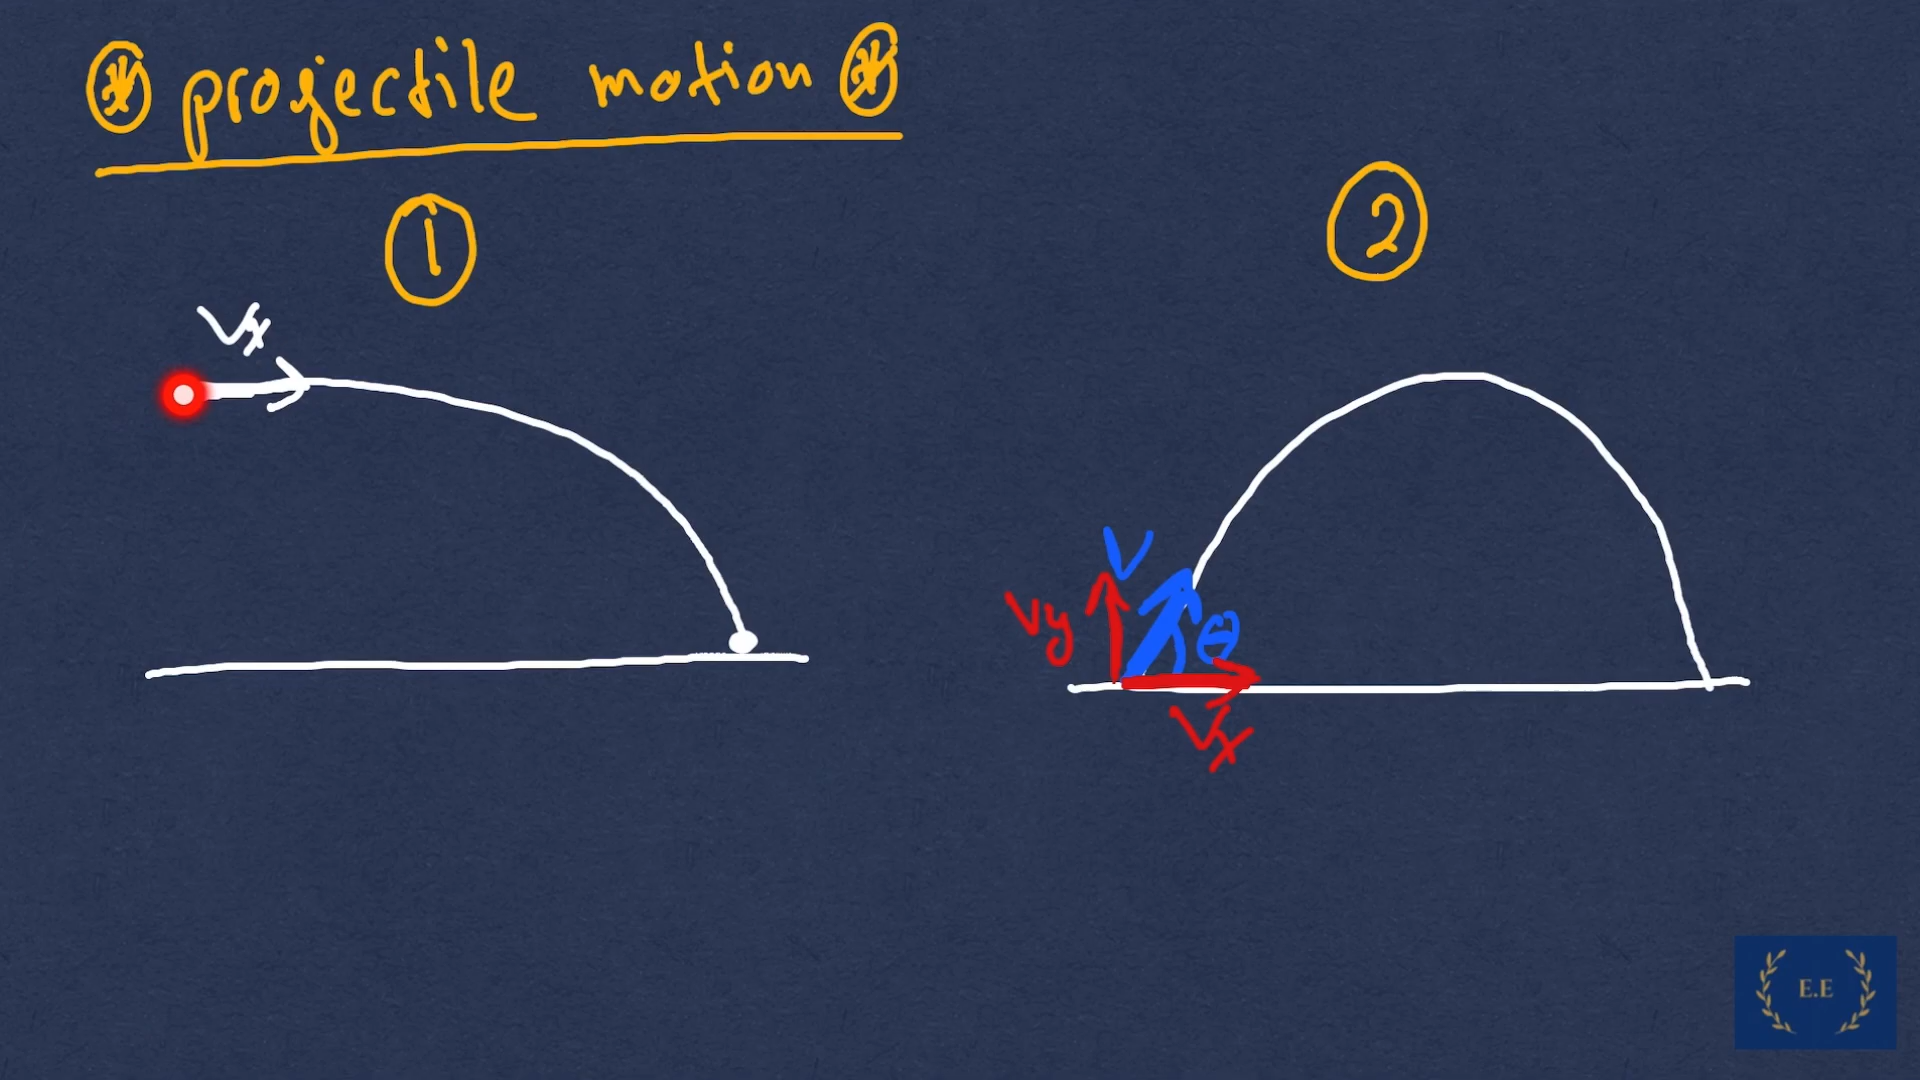 * projectile motion *
1
2
Vx
V
Vy
θ
Vx
E.E